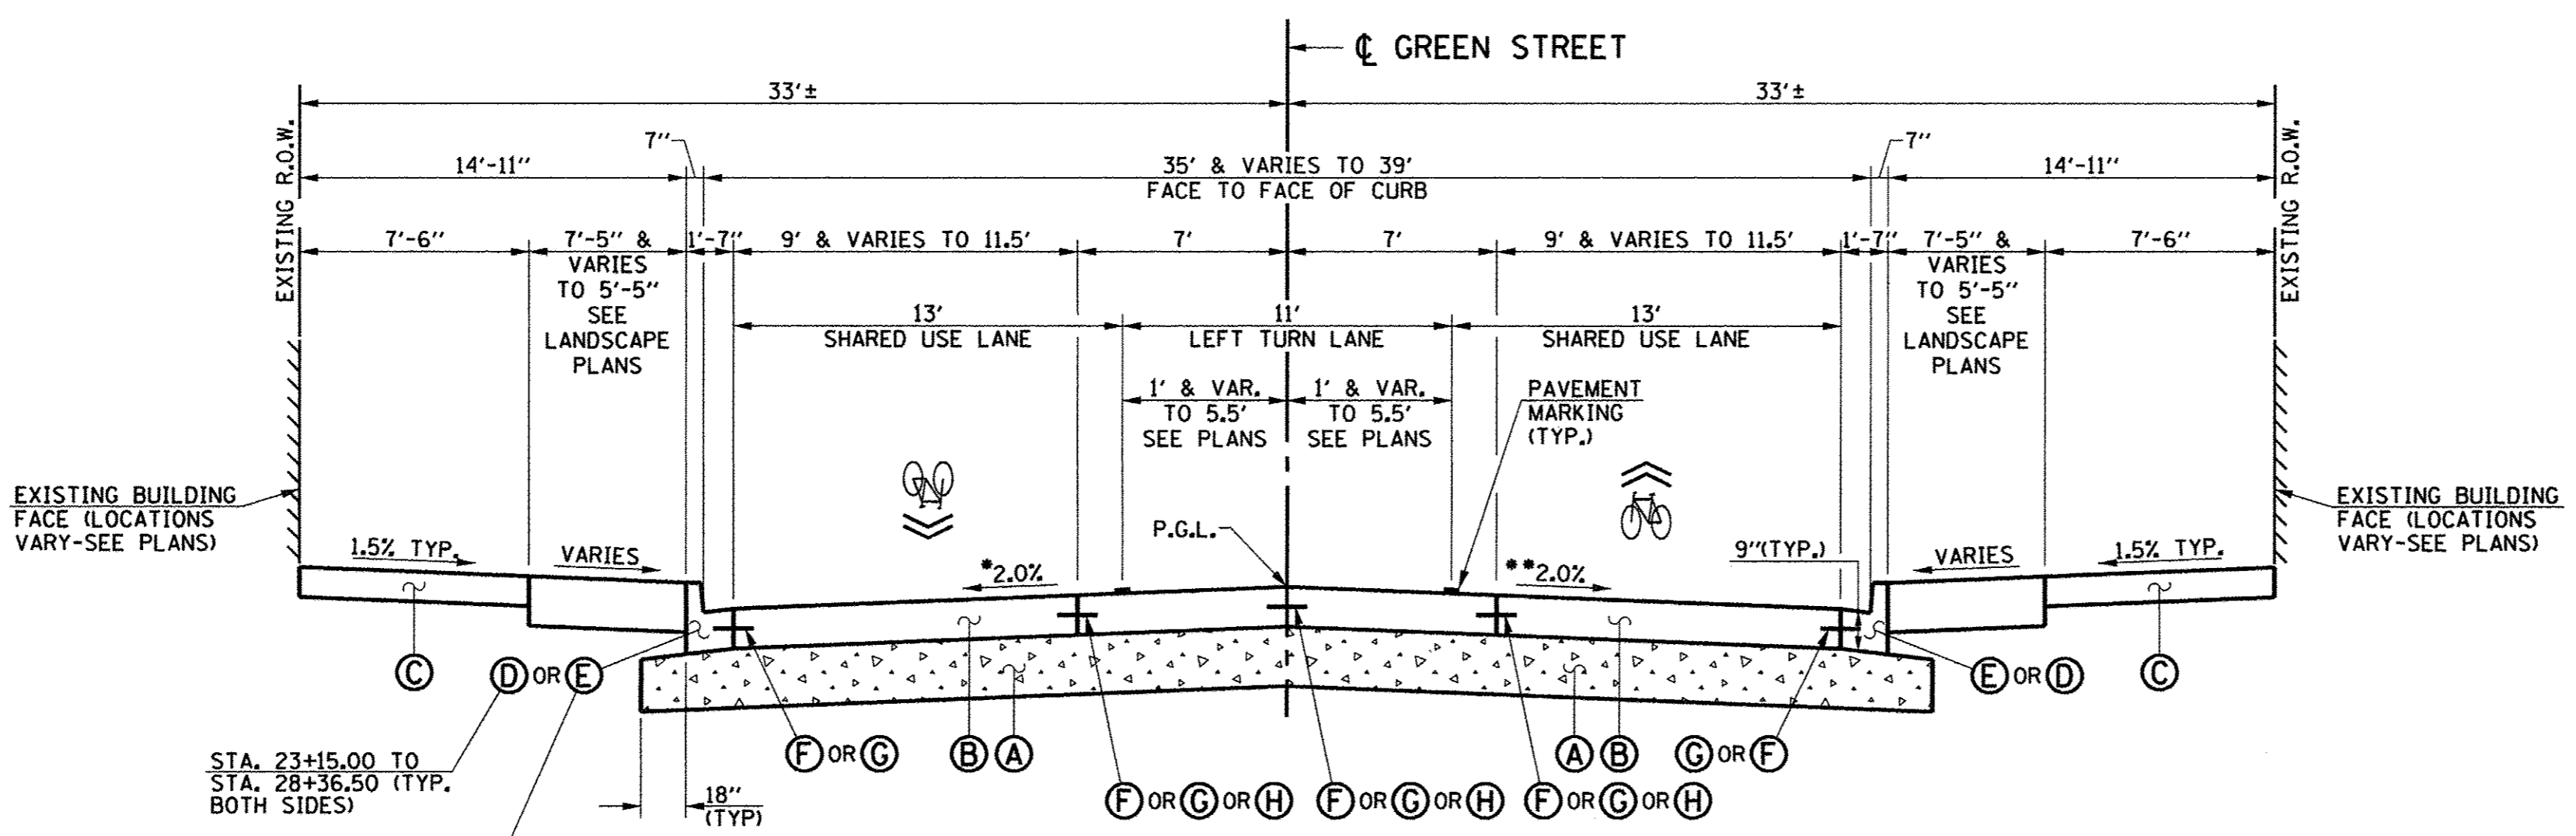 ℄ GREEN STREET
33'±
33'±
EXISTING R.O.W.
EXISTING R.O.W.
7"
7"
14'-11"
35' & VARIES TO 39'
FACE TO FACE OF CURB
14'-11"
7'-6"
7'-5" &
VARIES
TO 5'-5"
SEE
LANDSCAPE
PLANS
1'-7"
9' & VARIES TO 11.5'
7'
7'
9' & VARIES TO 11.5'
1'-7"
7'-5" &
VARIES
TO 5'-5"
SEE
LANDSCAPE
PLANS
7'-6"
13'
SHARED USE LANE
11'
LEFT TURN LANE
13'
SHARED USE LANE
1' & VAR.
TO 5.5'
SEE PLANS
1' & VAR.
TO 5.5'
SEE PLANS
PAVEMENT
MARKING
(TYP.)
EXISTING BUILDING
FACE (LOCATIONS
VARY-SEE PLANS)
EXISTING BUILDING
FACE (LOCATIONS
VARY-SEE PLANS)
P.G.L.
1.5% TYP.
VARIES
*2.0%
**2.0%
9"(TYP.)
VARIES
1.5% TYP.
C
D OR E
E OR D
C
F OR G
B A
A B
G OR F
STA. 23+15.00 TO
STA. 28+36.50 (TYP.
BOTH SIDES)
18"
(TYP)
F OR G OR H
F OR G OR H
F OR G OR H